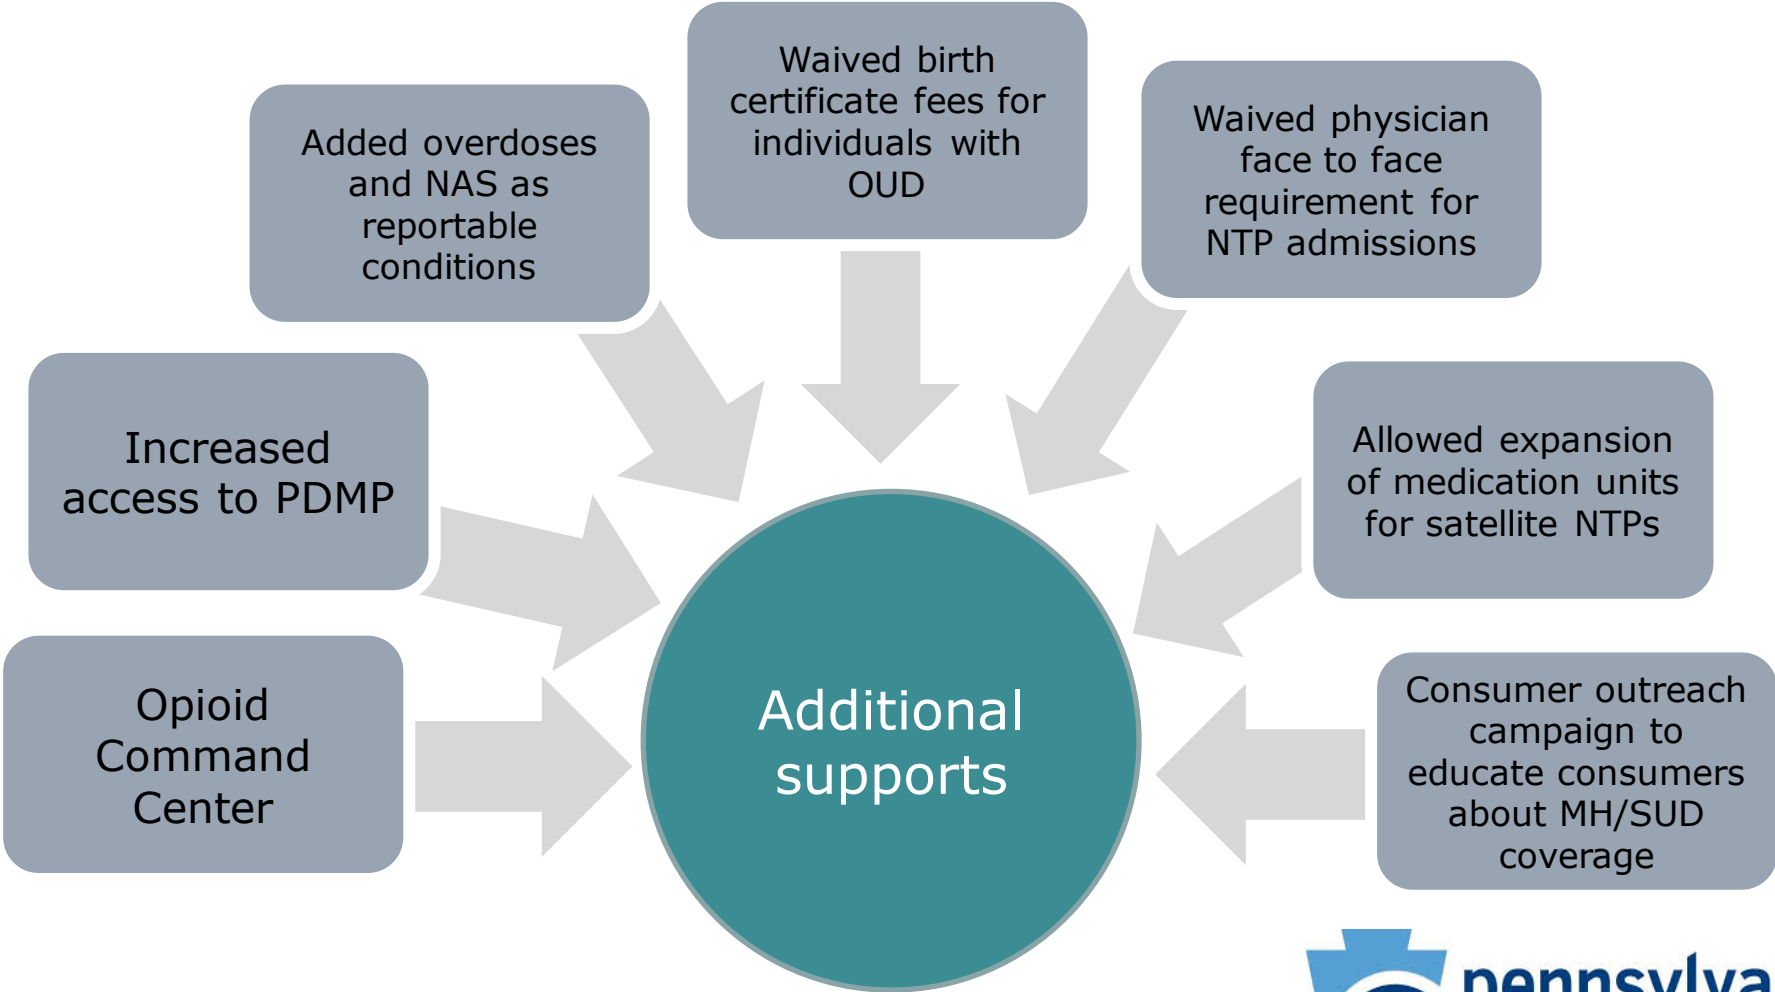 Waived birth
certificate fees for
individuals with
OUD
Added overdoses
and NAS as
reportable
conditions
Waived physician
face to face
requirement for
NTP admissions
Increased
access to PDMP
Allowed expansion
of medication units
for satellite NTPs
Opioid
Command
Center
Additional
supports
Consumer outreach
campaign to
educate consumers
about MH/SUD
coverage
pennsylva